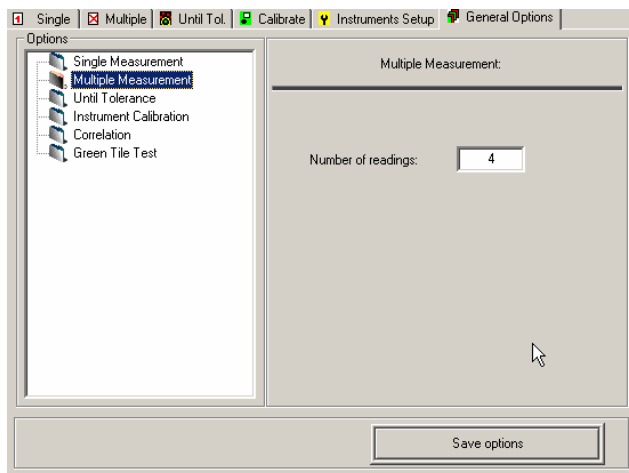 1 Single Multiple Until Tol. Calibrate Instruments Setup General Options
Options
Single Measurement
Multiple Measurement
Until Tolerance
Instrument Calibration
Correlation
Green Tile Test
Multiple Measurement:
Number of readings: 4
Save options